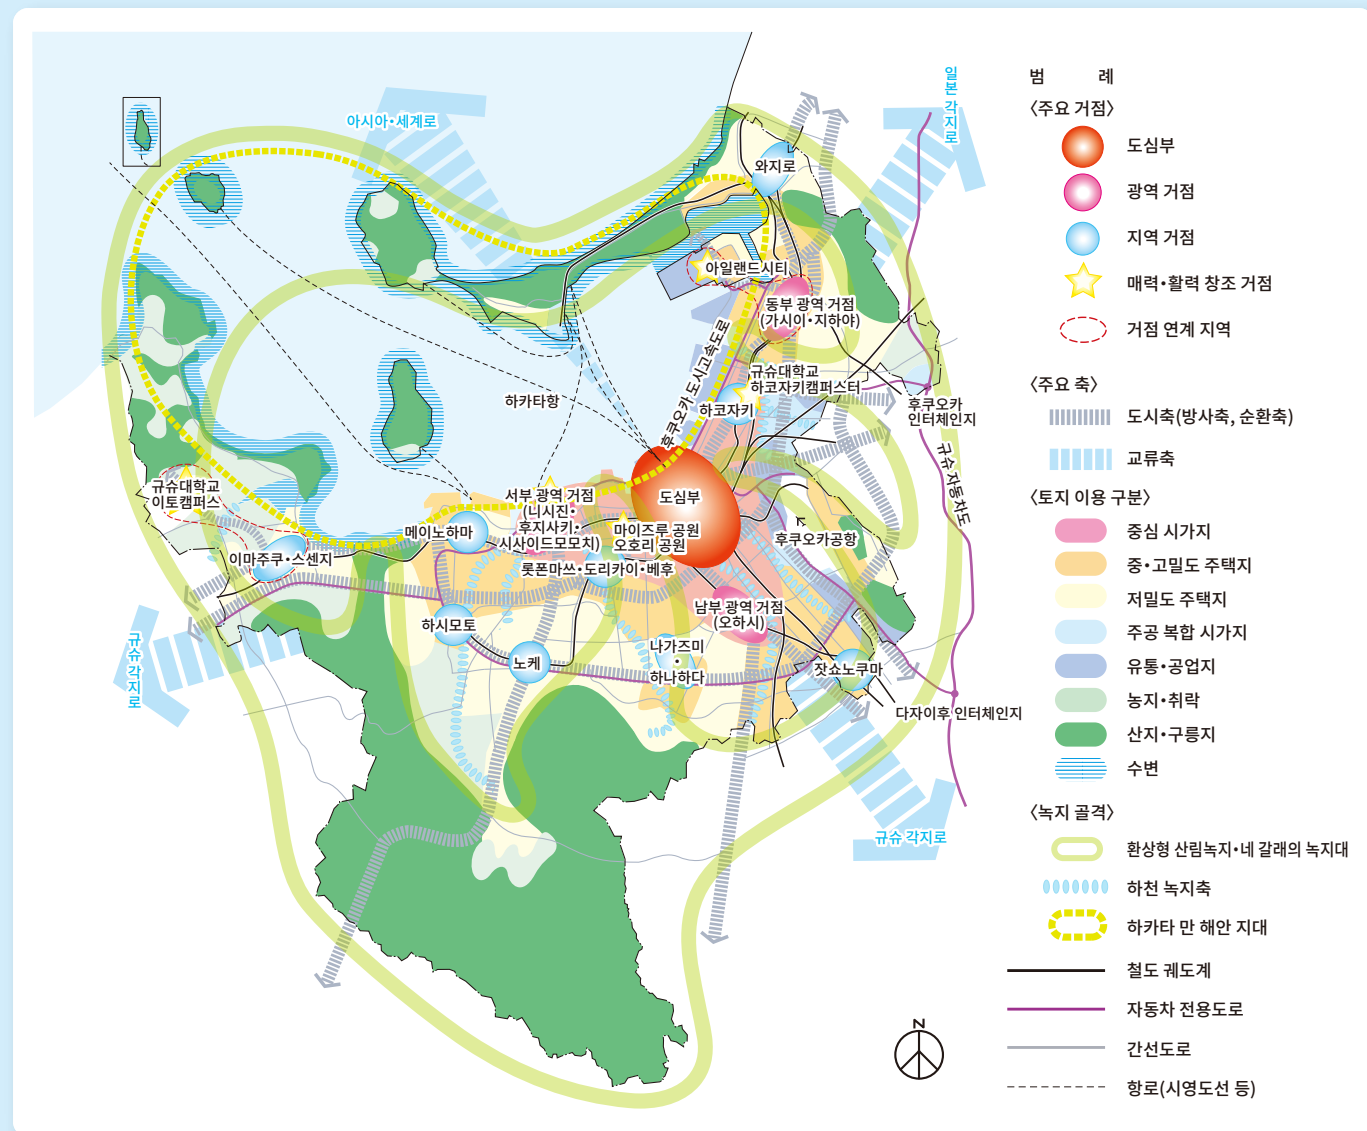 아시아•세계로
일본 각지로
와지로
아일랜드시티
동부 광역 거점
(가시이•지하야)
후쿠오카 도시고속도로
규슈대학교
하코자키캠퍼스터
하코자키
하카타항
후쿠오카
인터체인지
규슈 자동차도
규슈대학교
이토캠퍼스
서부 광역 거점
(니시진•
후지사키•
시사이드모모치)
도심부
마이즈루 공원
오호리 공원
후쿠오카공항
메이노하마
이마주쿠•스센지
롯폰마쓰•도리카이•베후
남부 광역 거점
(오하시)
하시모토
노케
나가즈미
•
하나하다
잣쇼노쿠마
다자이후 인터체인지
규슈 각지로
규슈 각지로
N
범 례
〈주요 거점〉
도심부
광역 거점
지역 거점
매력•활력 창조 거점
거점 연계 지역
〈주요 축〉
도시축(방사축, 순환축)
교류축
〈토지 이용 구분〉
중심 시가지
중•고밀도 주택지
저밀도 주택지
주공 복합 시가지
유통•공업지
농지•취락
산지•구릉지
수변
〈녹지 골격〉
환상형 산림녹지•네 갈래의 녹지대
하천 녹지축
하카타 만 해안 지대
철도 궤도계
자동차 전용도로
간선도로
항로(시영도선 등)